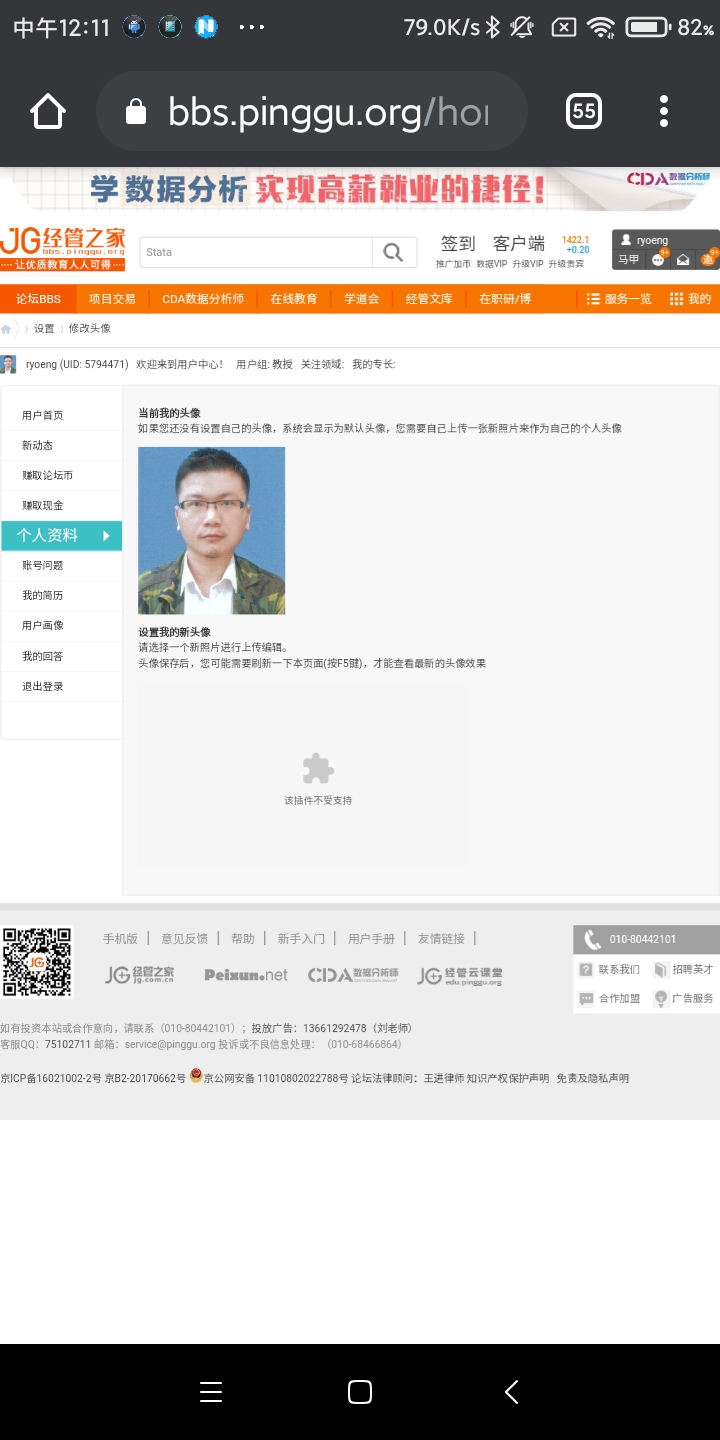 中午12:11 79.0K/s 82%
bbs.pinggu.org/hor 55
学数据分析 实现高薪就业的捷径! CDA数据分析师
JG经管之家
bbs.pinggu.org
····让优质教育人人可得····
Stata
签到 客户端 1422.1 +0.20
推广加币 数据VIP 升级VIP 升级贵宾
ryoeng
马甲 9+ 邀 9+
论坛BBS 项目交易 CDA数据分析师 在线教育 学道会 经管文库 在职研/博 服务一览 我的
设置 修改头像
ryoeng (UID: 5794471) 欢迎来到用户中心! 用户组: 教授 关注领域: 我的专长:
用户首页
新动态
赚取论坛币
赚取现金
个人资料
账号问题
我的简历
用户画像
我的回答
退出登录
当前我的头像
如果您还没有设置自己的头像，系统会显示为默认头像，您需要自己上传一张新照片来作为自己的个人头像
设置我的新头像
请选择一个新照片进行上传编辑。
头像保存后，您可能需要刷新一下本页面(按F5键)，才能查看最新的头像效果
该插件不受支持
手机版 | 意见反馈 | 帮助 | 新手入门 | 用户手册 | 友情链接 |
JG经管之家 jg.com.cn Peixun.net CDA数据分析师 JG经管云课堂 edu.pinggu.org
010-80442101
联系我们 招聘英才
合作加盟 广告服务
如有投资本站或合作意向，请联系（010-80442101）；投放广告：13661292478（刘老师）
客服QQ：75102711 邮箱：service@pinggu.org 投诉或不良信息处理：（010-68466864）
京ICP备16021002-2号 京B2-20170662号 京公网安备 11010802022788号 论坛法律顾问：王进律师 知识产权保护声明 免责及隐私声明